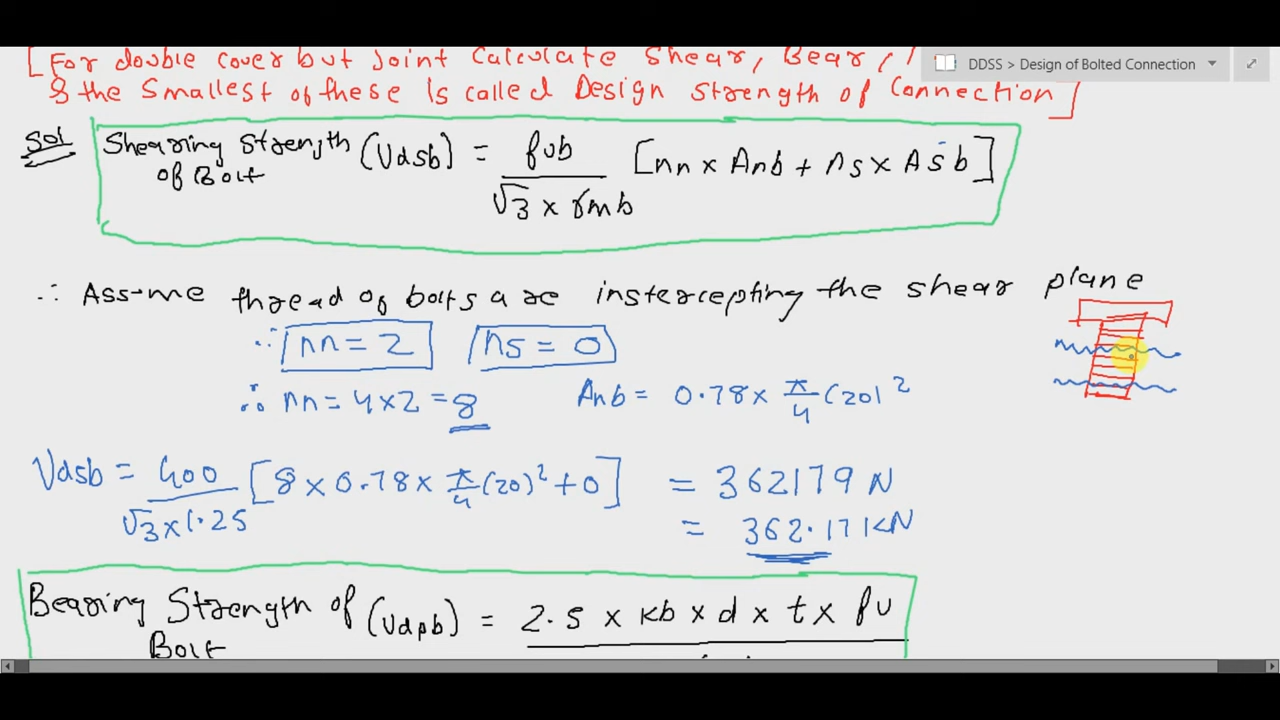 [For double cover but Joint Calculate Shear, Bear,
DDSS > Design of Bolted Connection
& the Smallest of these Is called Design Strength of Connection]
Sol
Shearing Strength (Vdsb) = fub / √3 × γmb [nn × Anb + ns × Asb]
of Bolt
∴ Assume thread of bolts are instercepting the shear plane
∴ nn = 2 ns = 0
∴ nn = 4×2 = 8 Anb = 0.78 × π/4 (20)²
Vdsb = 400 / √3 × 1.25 [8 × 0.78 × π/4 (20)² + 0] = 362179 N
= 362.17 KN
Bearing Strength of (Vdpb) = 2.5 × kb × d × t × fu
Bolt